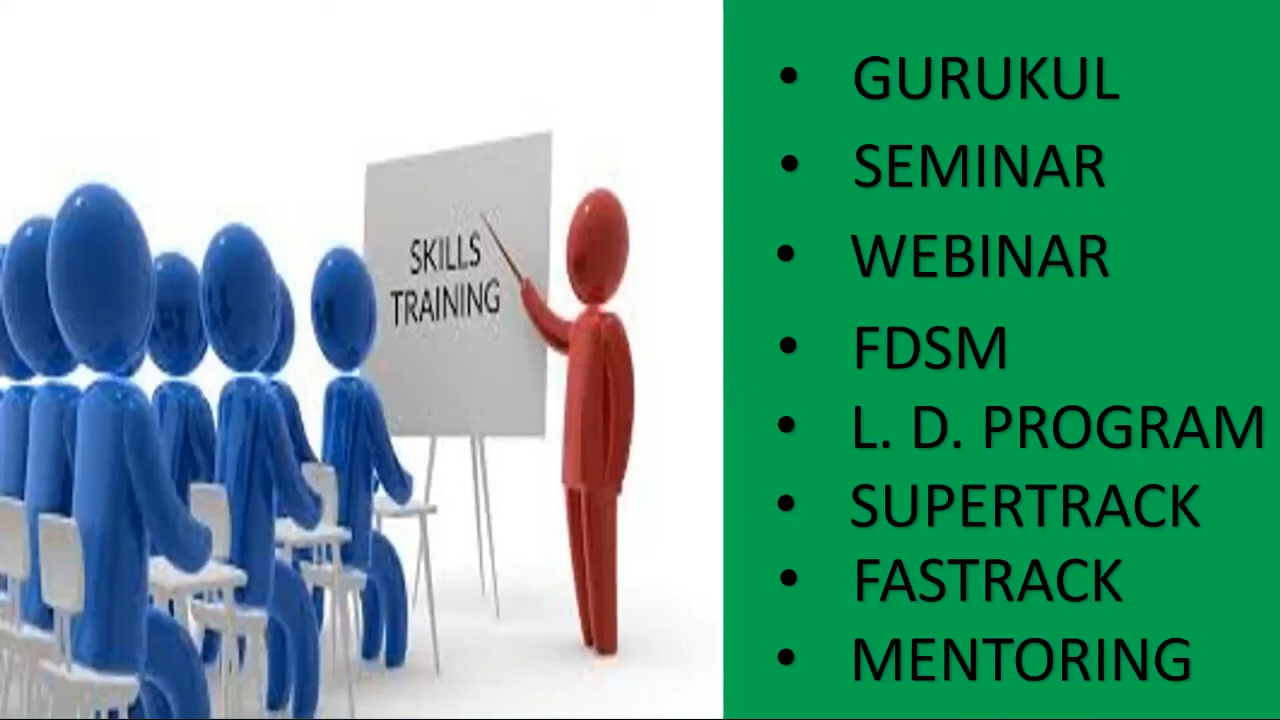 SKILLS
TRAINING
• GURUKUL
• SEMINAR
• WEBINAR
• FDSM
• L. D. PROGRAM
• SUPERTRACK
• FASTRACK
• MENTORING